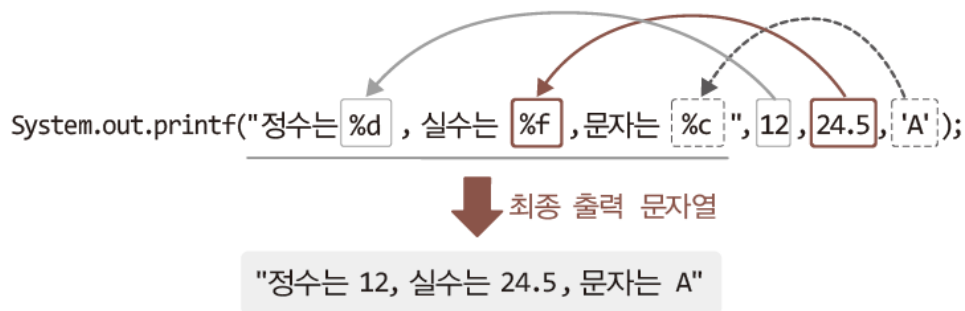 System.out.printf("정수는 %d , 실수는 %f ,문자는 %c ", 12 , 24.5 , 'A' );
최종 출력 문자열
"정수는 12, 실수는 24.5, 문자는 A"